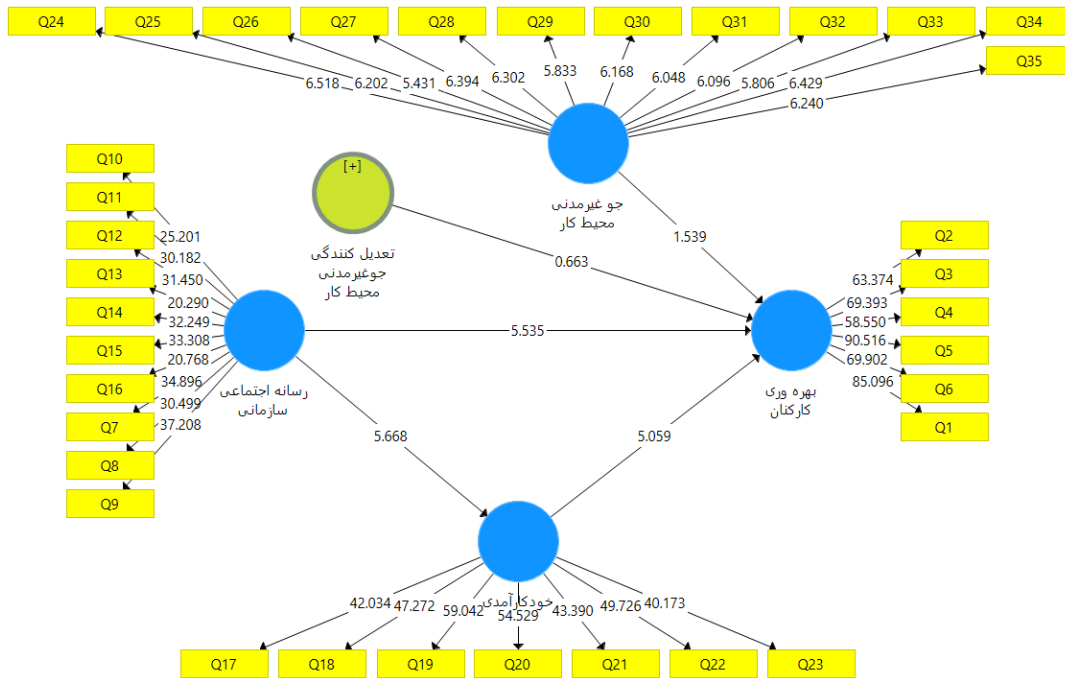 Q24
Q25
Q26
Q27
Q28
Q29
Q30
Q31
Q32
Q33
Q34
Q35
6.518
6.202
5.431
6.394
6.302
5.833
6.168
6.048
6.096
5.806
6.429
6.240
جو غیرمدنی
محیط کار
[+]
تعدیل کنندگی
جوغیرمدنی
محیط کار
1.539
0.663
Q10
Q11
Q12
Q13
Q14
Q15
Q16
Q7
Q8
Q9
25.201
30.182
31.450
20.290
32.249
33.308
20.768
34.896
30.499
37.208
رسانه اجتماعی
سازمانی
5.535
5.668
5.059
Q2
Q3
Q4
Q5
Q6
Q1
63.374
69.393
58.550
90.516
69.902
85.096
بهره وری
کارکنان
خودکارآمدی
42.034
47.272
59.042
54.529
43.390
49.726
40.173
Q17
Q18
Q19
Q20
Q21
Q22
Q23